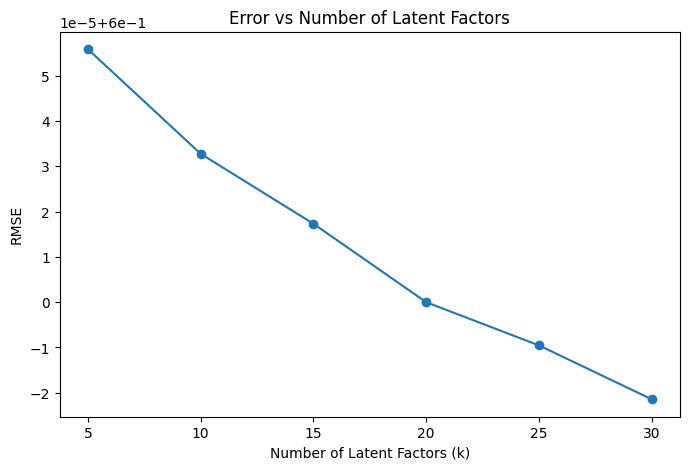 Error vs Number of Latent Factors
1e−5+6e−1
5
4
3
2
1
0
−1
−2
RMSE
5 10 15 20 25 30
Number of Latent Factors (k)